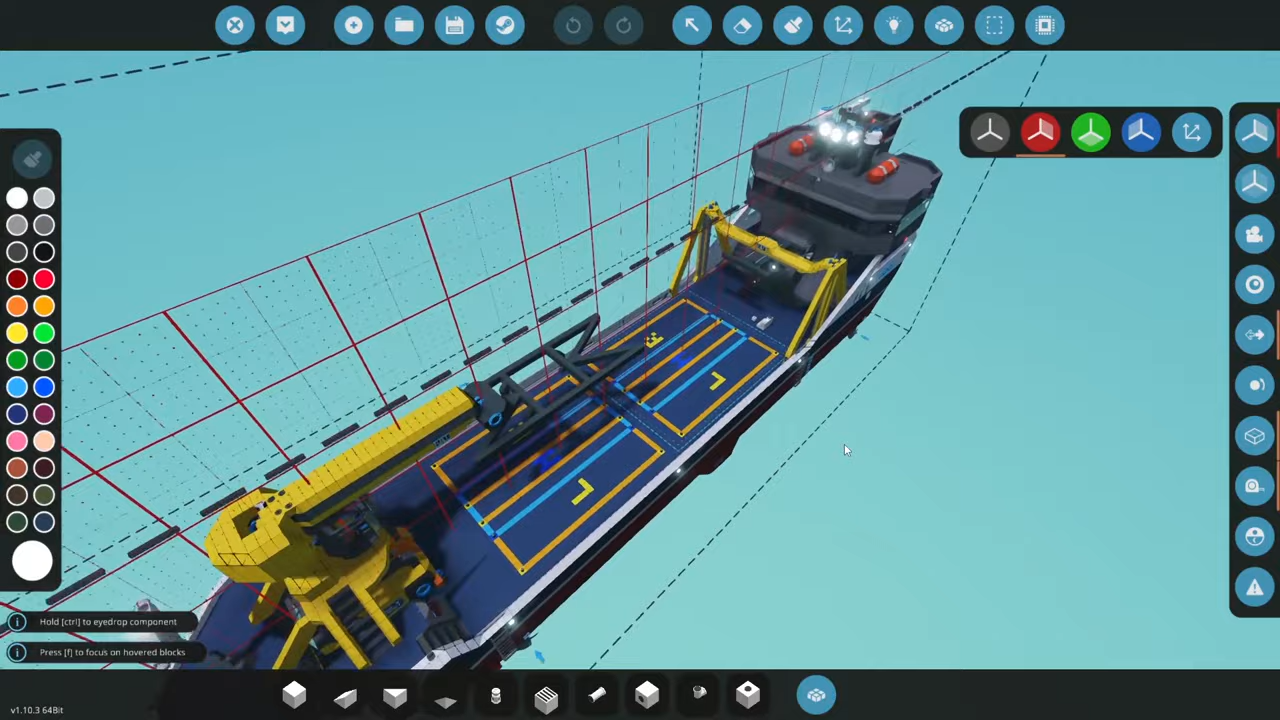 Hold [ctrl] to eyedrop component
Press [f] to focus on hovered blocks
v1.10.3 64Bit